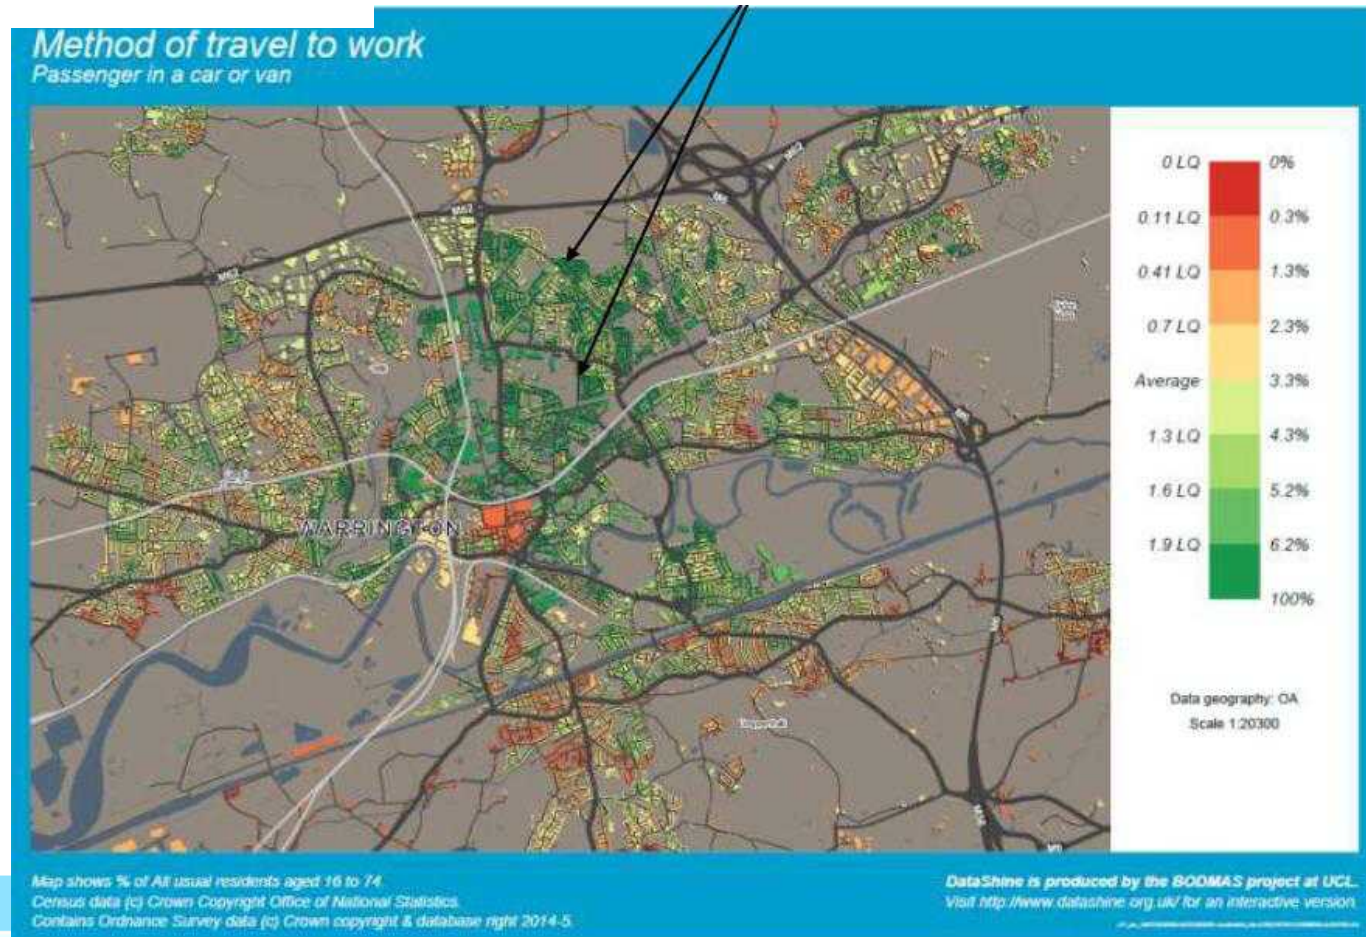 Method of travel to work
Passenger in a car or van
M62
M62
M62
M62
M6
M6
M6
WARRINGTON
0 LQ 0%
0.11 LQ 0.3%
0.41 LQ 1.3%
0.7 LQ 2.3%
Average 3.3%
1.3 LQ 4.3%
1.6 LQ 5.2%
1.9 LQ 6.2%
100%
Data geography: OA
Scale 1:20300
Map shows % of All usual residents aged 16 to 74
Census data (c) Crown Copyright Office of National Statistics.
Contains Ordnance Survey data (c) Crown copyright & database right 2014-5.
DataShine is produced by the BODMAS project at UCL.
Visit http://www.datashine.org.uk/ for an interactive version